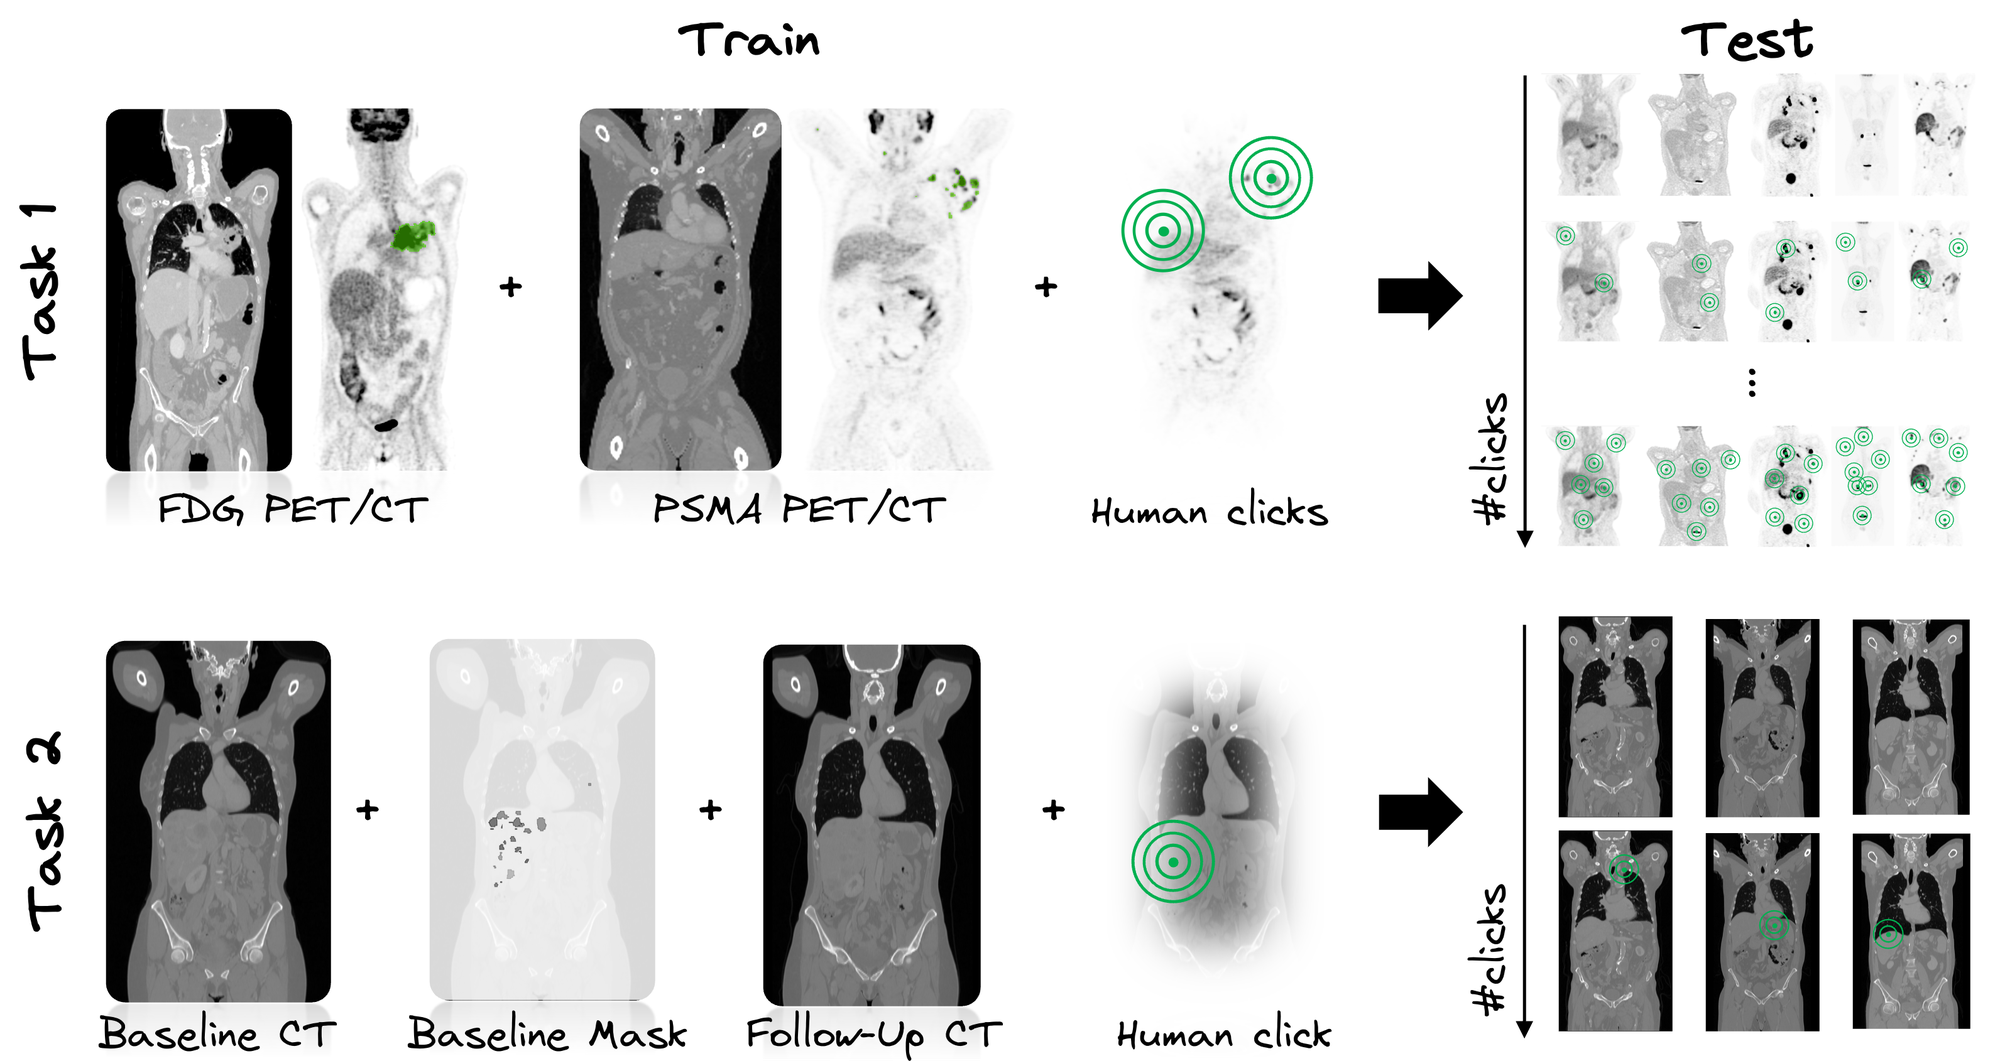 Train
Test
Task 1
+
+
FDG PET/CT
PSMA PET/CT
Human clicks
#clicks
...
Task 2
+
+
+
Baseline CT
Baseline Mask
Follow-Up CT
Human click
#clicks